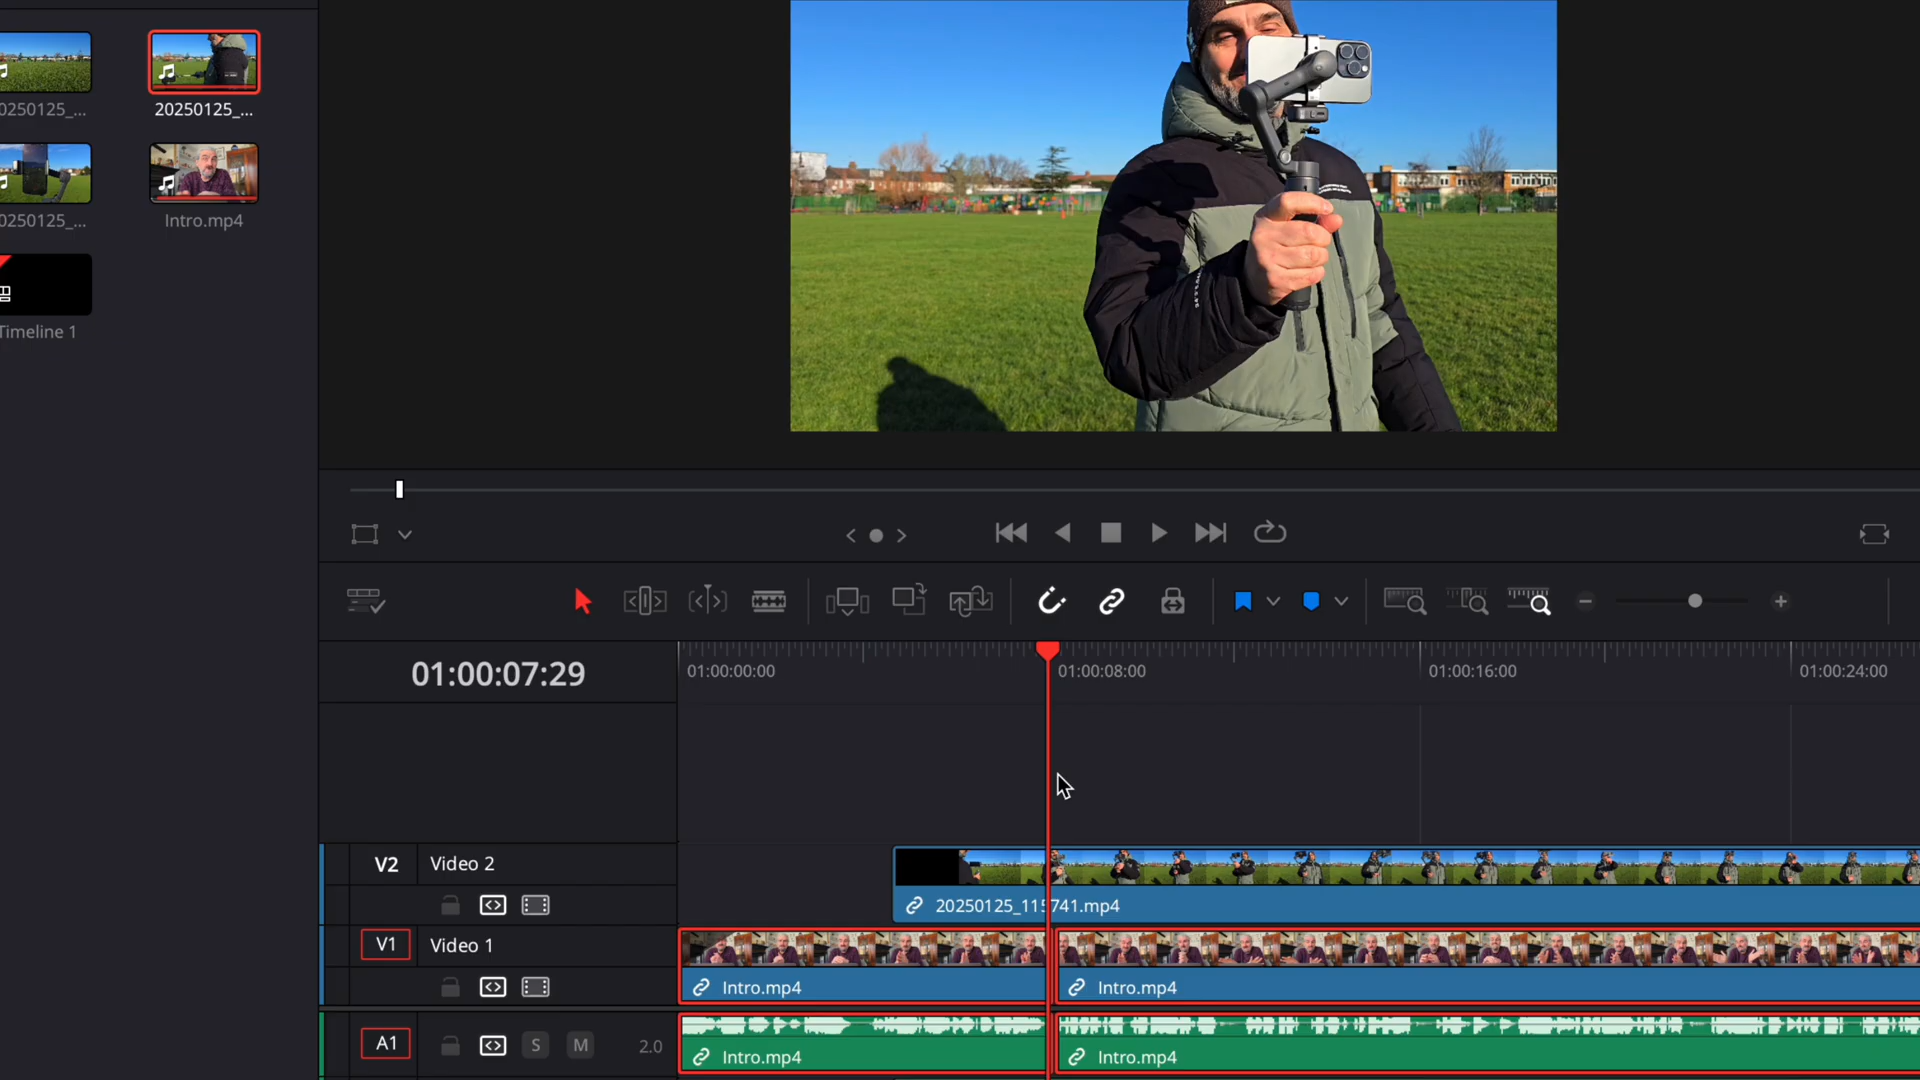 0250125_...
20250125_...
0250125_...
Intro.mp4
Timeline 1
01:00:07:29
01:00:00:00
01:00:08:00
01:00:16:00
01:00:24:00
V2
Video 2
20250125_115741.mp4
V1
Video 1
Intro.mp4
Intro.mp4
A1
S
M
2.0
Intro.mp4
Intro.mp4